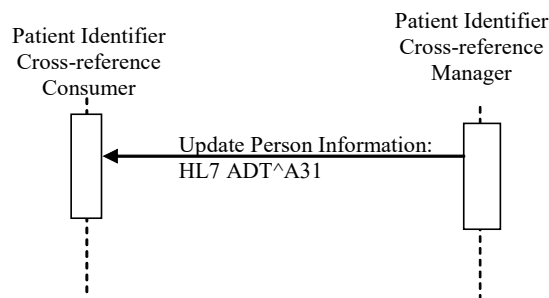 Patient Identifier
Cross-reference
Consumer
Patient Identifier
Cross-reference
Manager
Update Person Information:
HL7 ADT^A31